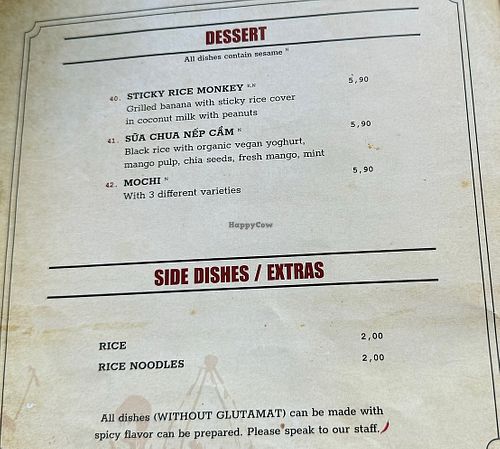 DESSERT
All dishes contain sesame N
40. STICKY RICE MONKEY E,N 5,90
Grilled banana with sticky rice cover
in coconut milk with peanuts
41. SỮA CHUA NẾP CẨM N 5,90
Black rice with organic vegan yoghurt,
mango pulp, chia seeds, fresh mango, mint
42. MOCHI N 5,90
With 3 different varieties
HappyCow
SIDE DISHES / EXTRAS
RICE 2,00
RICE NOODLES 2,00
All dishes (WITHOUT GLUTAMAT) can be made with
spicy flavor can be prepared. Please speak to our staff.